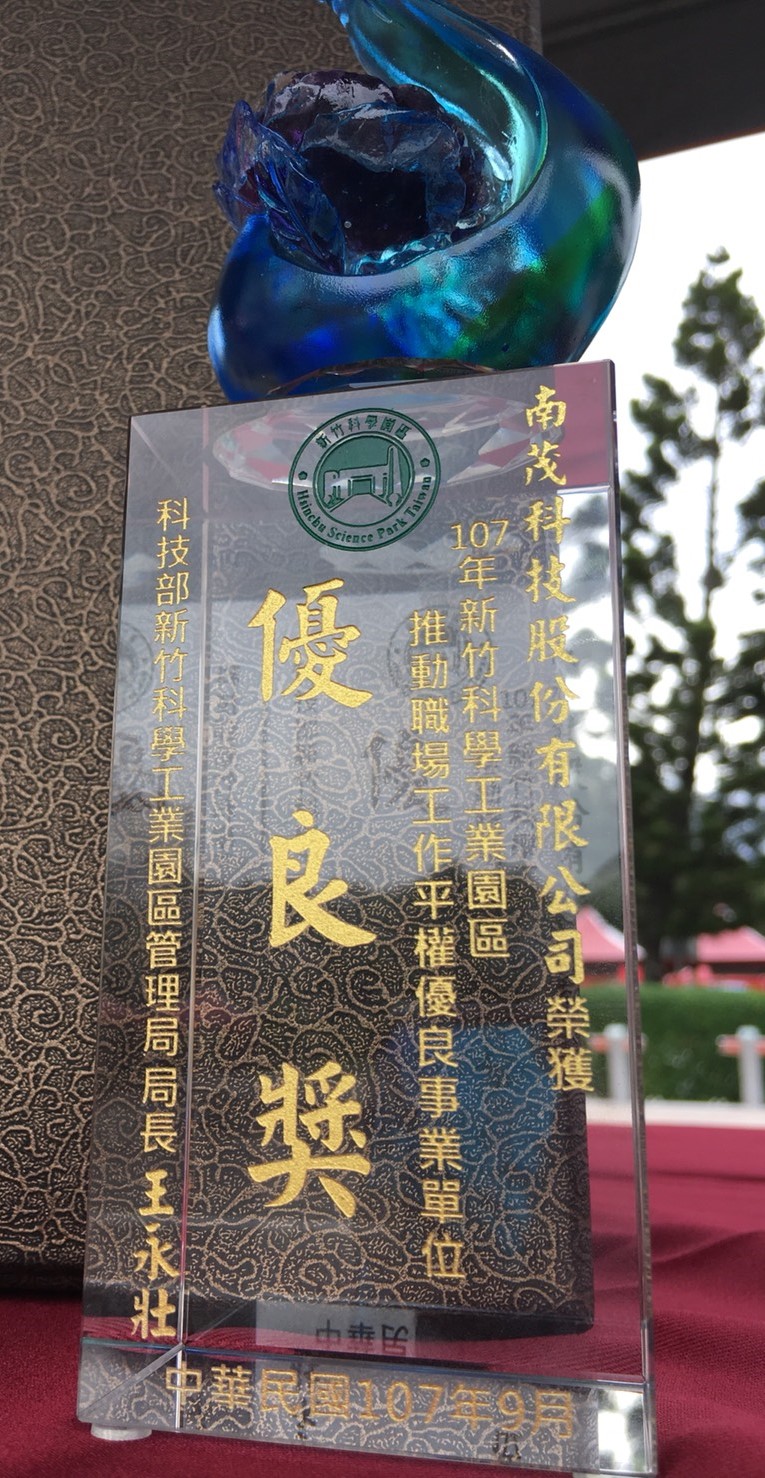 新竹科學園區
Hsinchu Science Park Taiwan
南茂科技股份有限公司榮獲
107年新竹科學工業園區
推動職場工作平權優良事業單位
優良獎
科技部新竹科學工業園區管理局局長 王永壯
中華民國107年9月